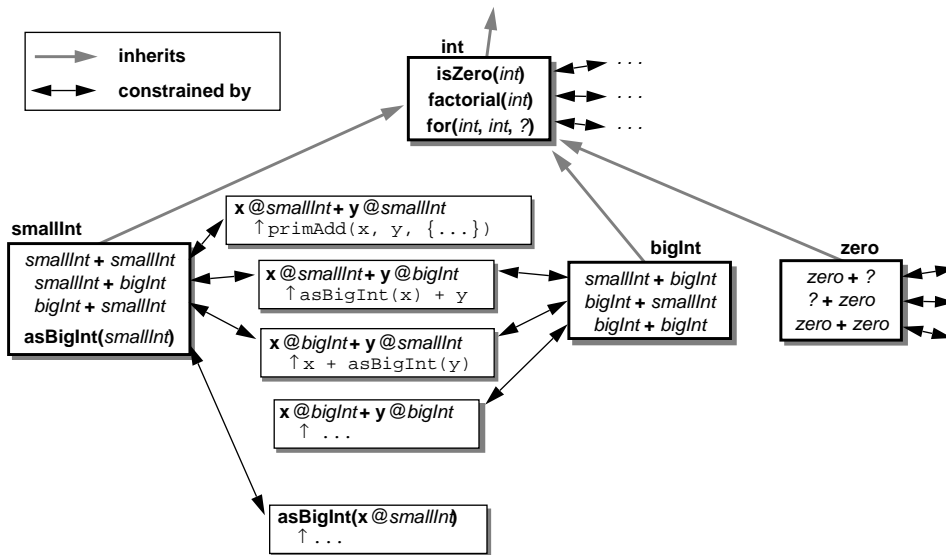 inherits
constrained by
int
isZero(int)
factorial(int)
for(int, int, ?)
. . .
. . .
. . .
smallInt
smallInt + smallInt
smallInt + bigInt
bigInt + smallInt
asBigInt(smallInt)
x @smallInt + y @smallInt
↑primAdd(x, y, {...})
x @smallInt + y @bigInt
↑asBigInt(x) + y
x @bigInt + y @smallInt
↑x + asBigInt(y)
x @bigInt + y @bigInt
↑ ...
asBigInt(x @smallInt)
↑ ...
bigInt
smallInt + bigInt
bigInt + smallInt
bigInt + bigInt
zero
zero + ?
? + zero
zero + zero